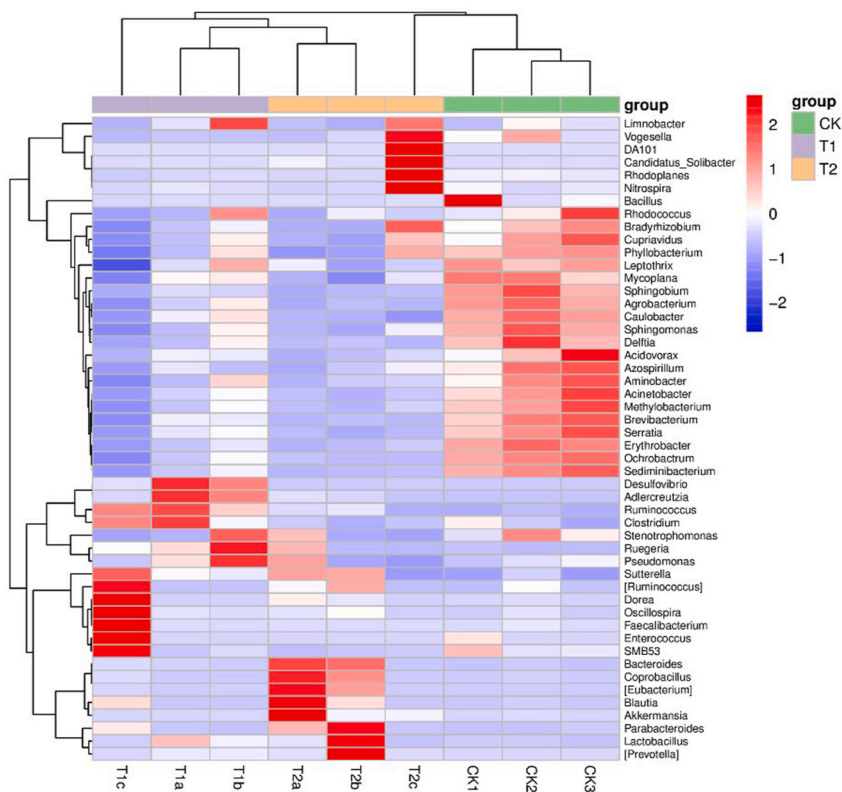 group
Limnobacter
Vogesella
DA101
Candidatus_Solibacter
Rhodoplanes
Nitrospira
Bacillus
Rhodococcus
Bradyrhizobium
Cupriavidus
Phyllobacterium
Leptothrix
Mycoplana
Sphingobium
Agrobacterium
Caulobacter
Sphingomonas
Delftia
Acidovorax
Azospirillum
Aminobacter
Acinetobacter
Methylobacterium
Brevibacterium
Serratia
Erythrobacter
Ochrobactrum
Sediminibacterium
Desulfovibrio
Adlercreutzia
Ruminococcus
Clostridium
Stenotrophomonas
Ruegeria
Pseudomonas
Sutterella
[Ruminococcus]
Dorea
Oscillospira
Faecalibacterium
Enterococcus
SMB53
Bacteroides
Coprobacillus
[Eubacterium]
Blautia
Akkermansia
Parabacteroides
Lactobacillus
[Prevotella]
T1c T1a T1b T2a T2b T2c CK1 CK2 CK3
2
1
0
−1
−2
group
CK
T1
T2